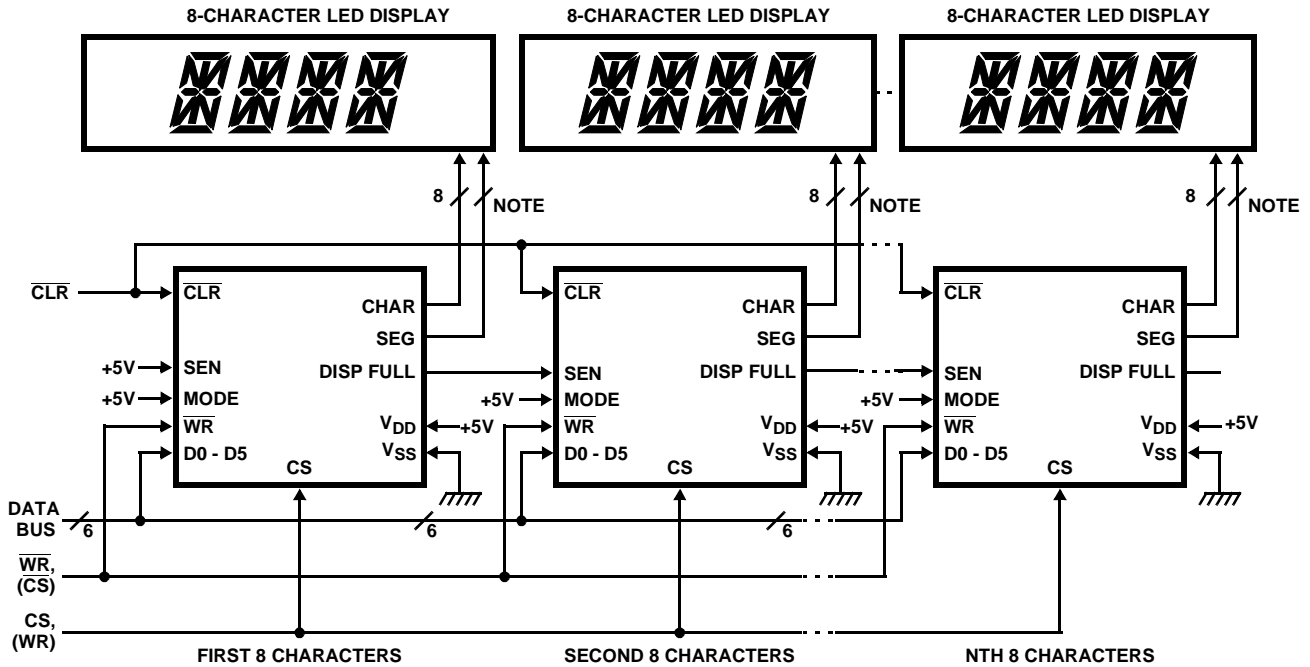 8-CHARACTER LED DISPLAY 8-CHARACTER LED DISPLAY 8-CHARACTER LED DISPLAY
8 NOTE 8 NOTE 8 NOTE
CLR CLR CLR CLR
CHAR CHAR CHAR
SEG SEG SEG
+5V SEN DISP FULL SEN DISP FULL SEN DISP FULL
+5V MODE +5V MODE +5V MODE
WR VDD +5V WR VDD +5V WR VDD +5V
D0 - D5 VSS D0 - D5 VSS D0 - D5 VSS
CS CS CS
DATA
BUS 6 6 6
WR,
(CS)
CS,
(WR)
FIRST 8 CHARACTERS SECOND 8 CHARACTERS NTH 8 CHARACTERS